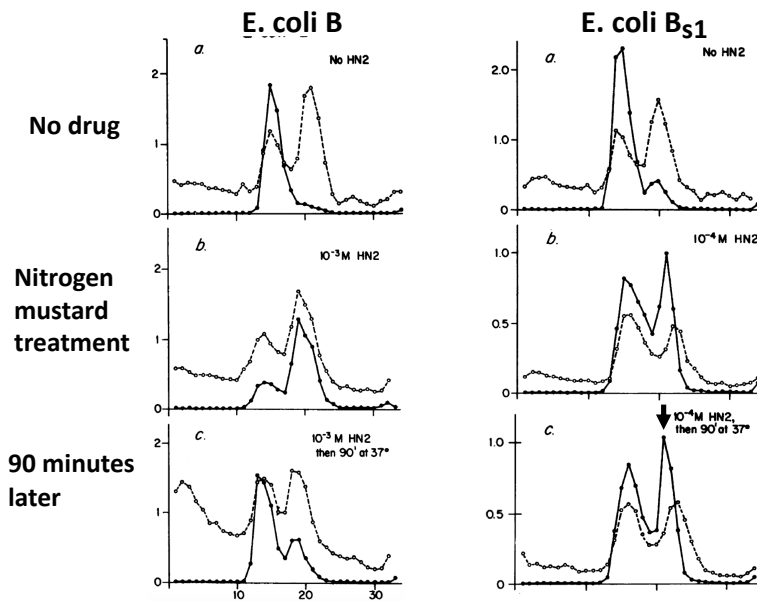 E. coli B
E. coli B_S1
a.
No HN2
a.
No HN2
No drug
2
1
0
2.0
1.0
0
b.
10⁻³M HN2
b.
10⁻⁴M HN2
Nitrogen
mustard
treatment
2
1
0
1.0
0.5
0
c.
10⁻³M HN2
then 90' at 37°
c.
10⁻⁴M HN2,
then 90' at 37°
90 minutes
later
2
1
0
10
20
30
1.0
0.5
0